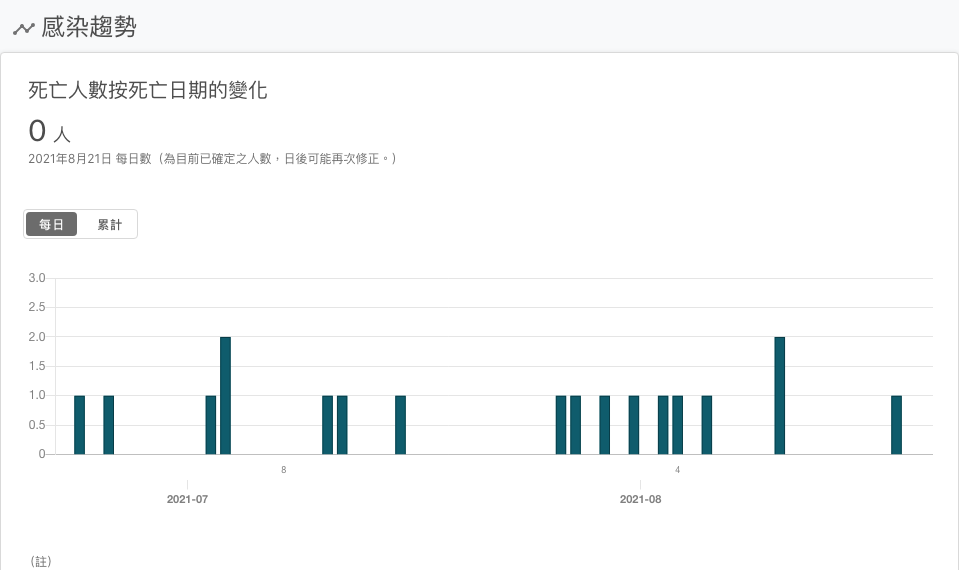 感染趨勢
死亡人數按死亡日期的變化
0 人
2021年8月21日 每日數（為目前已確定之人數，日後可能再次修正。）
每日 累計
3.0
2.5
2.0
1.5
1.0
0.5
0
8 4
2021-07 2021-08
（註）